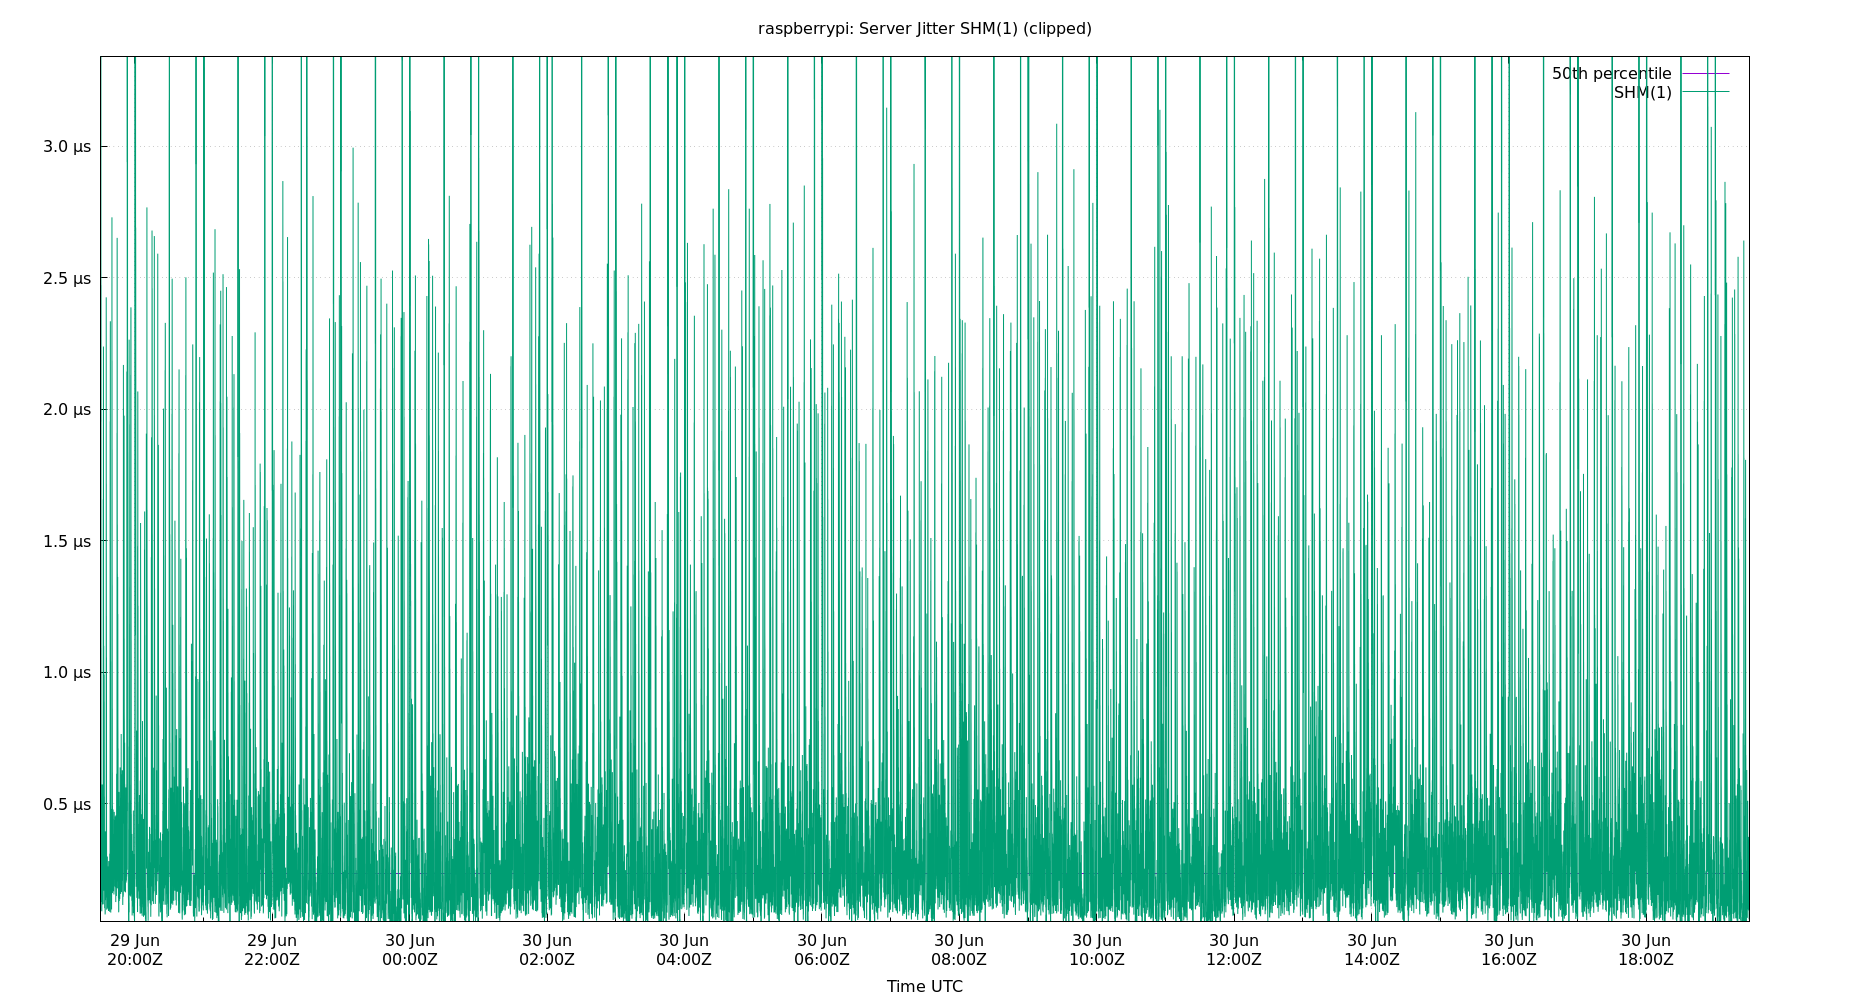 raspberrypi: Server Jitter SHM(1) (clipped)
50th percentile
SHM(1)
3.0 µs
2.5 µs
2.0 µs
1.5 µs
1.0 µs
0.5 µs
29 Jun 29 Jun 30 Jun 30 Jun 30 Jun 30 Jun 30 Jun 30 Jun 30 Jun 30 Jun 30 Jun 30 Jun
20:00Z 22:00Z 00:00Z 02:00Z 04:00Z 06:00Z 08:00Z 10:00Z 12:00Z 14:00Z 16:00Z 18:00Z
Time UTC